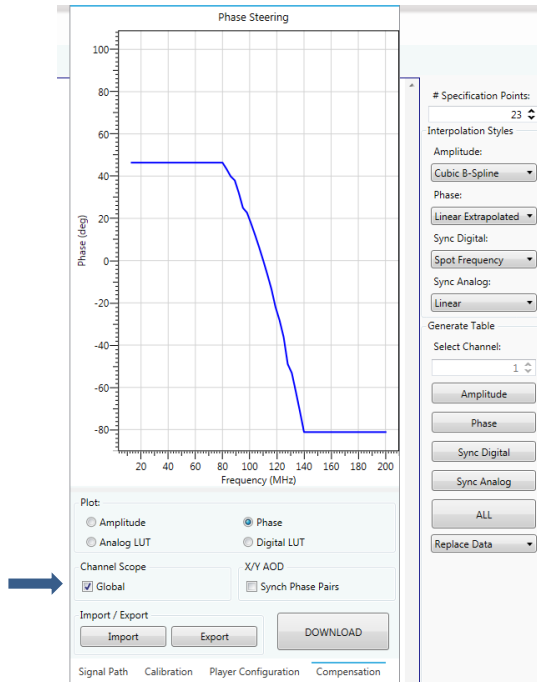 Phase Steering
100
80
60
40
20
0
-20
-40
-60
-80
Phase (deg)
20 40 60 80 100 120 140 160 180 200
Frequency (MHz)
Plot:
Amplitude Phase
Analog LUT Digital LUT
Channel Scope X/Y AOD
Global Synch Phase Pairs
Import / Export
Import Export DOWNLOAD
Signal Path Calibration Player Configuration Compensation
# Specification Points:
23
Interpolation Styles
Amplitude:
Cubic B-Spline
Phase:
Linear Extrapolated
Sync Digital:
Spot Frequency
Sync Analog:
Linear
Generate Table
Select Channel:
1
Amplitude
Phase
Sync Digital
Sync Analog
ALL
Replace Data